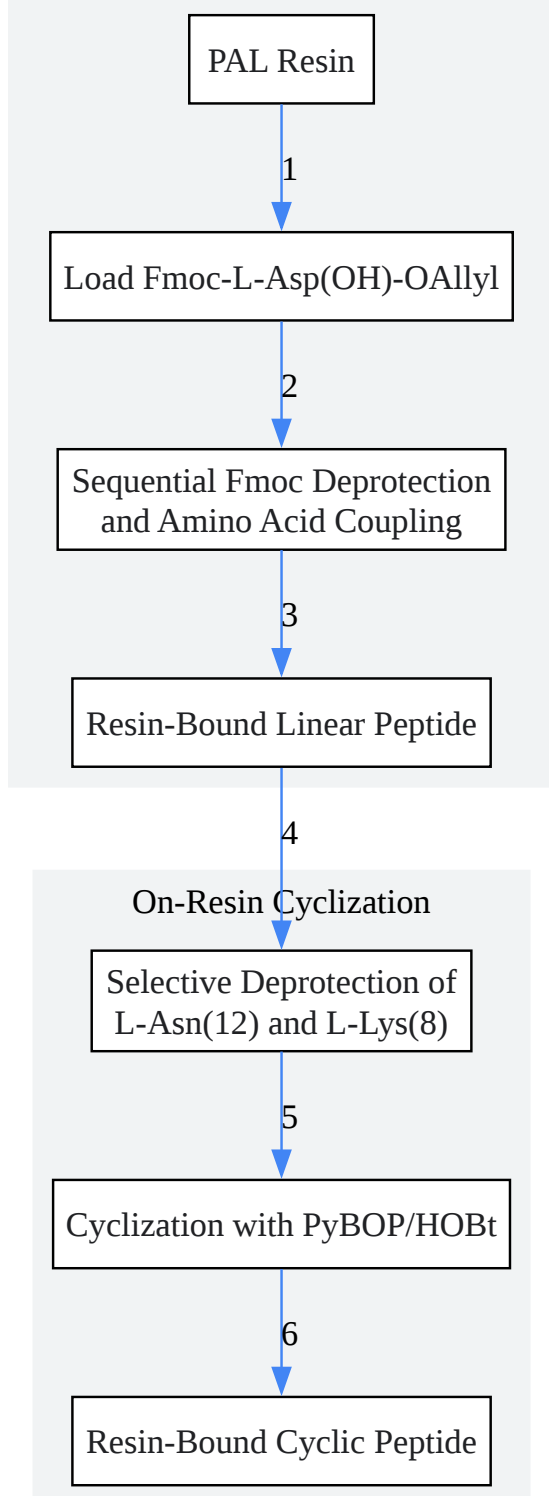 PAL Resin
1
Load Fmoc-L-Asp(OH)-OAllyl
2
Sequential Fmoc Deprotection
and Amino Acid Coupling
3
Resin-Bound Linear Peptide
4
On-Resin Cyclization
Selective Deprotection of
L-Asn(12) and L-Lys(8)
5
Cyclization with PyBOP/HOBt
6
Resin-Bound Cyclic Peptide